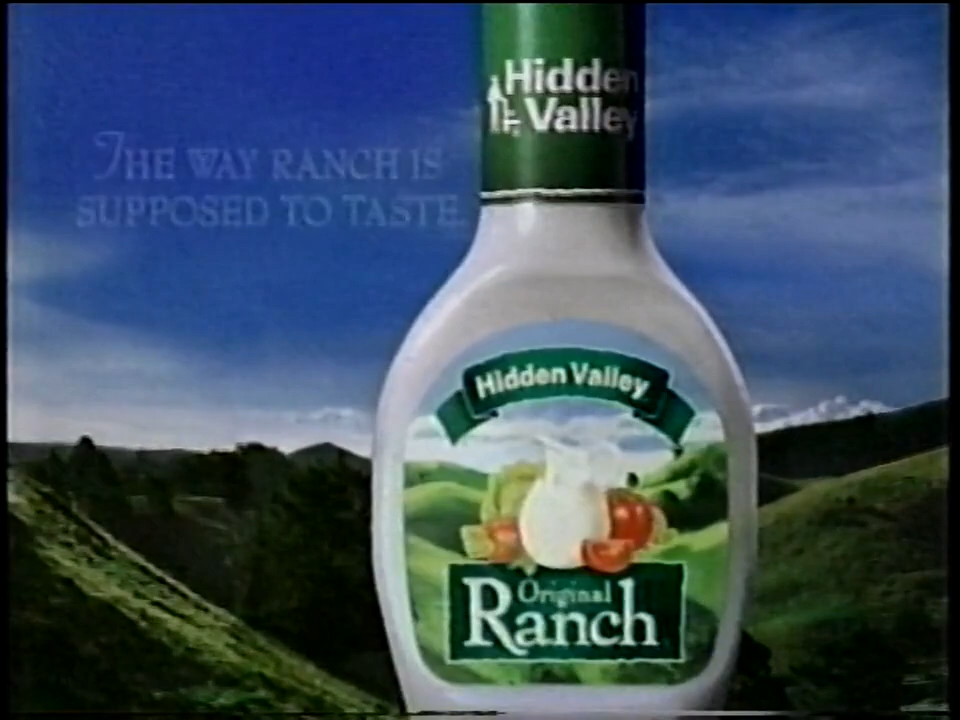 Hidden
Valley
THE WAY RANCH IS
SUPPOSED TO TASTE.
Hidden Valley
Original
Ranch